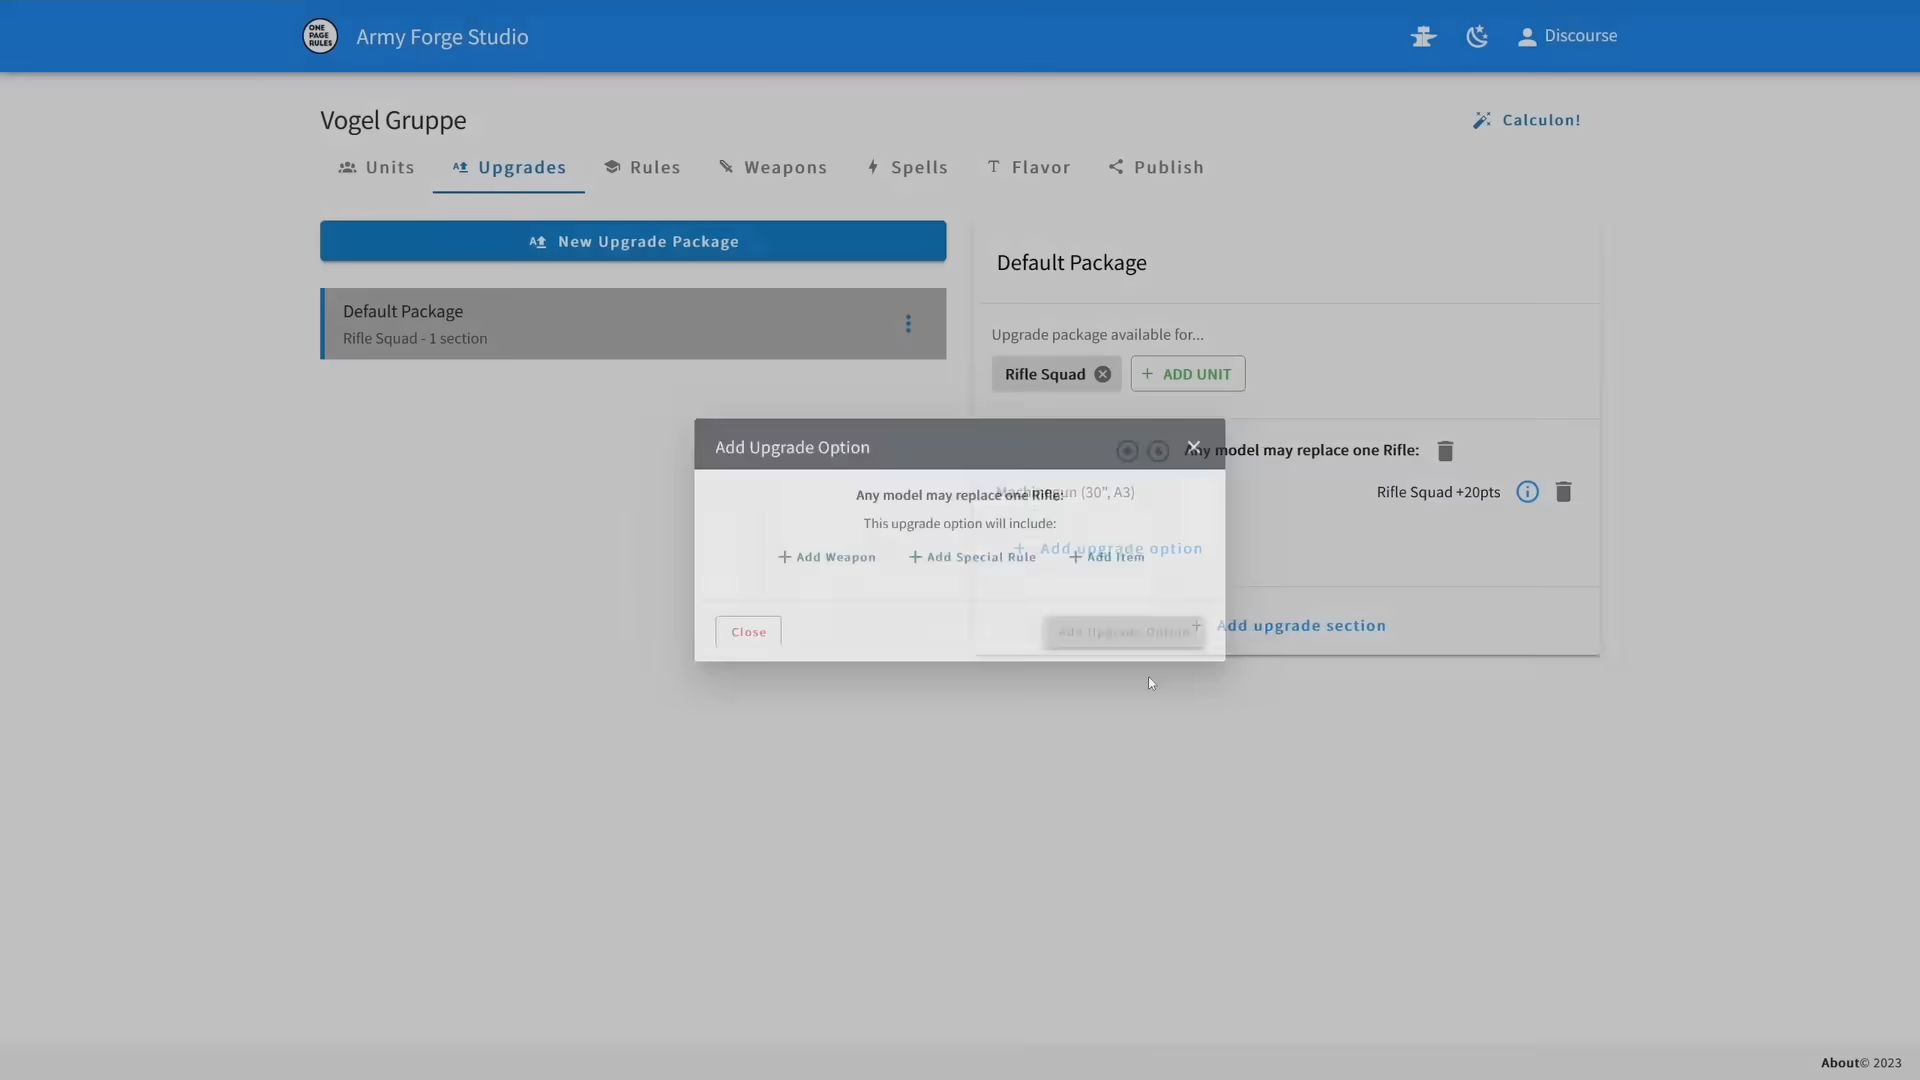 ONE
PAGE
RULES
Army Forge Studio
Discourse
Vogel Gruppe
Calculon!
Units
Upgrades
Rules
Weapons
Spells
Flavor
Publish
New Upgrade Package
Default Package
Rifle Squad - 1 section
Default Package
Upgrade package available for...
Rifle Squad
+ ADD UNIT
Add Upgrade Option
Any model may replace one Rifle:
Any model may replace one Rifle:
Machinegun (30", A3)
Rifle Squad +20pts
This upgrade option will include:
+ Add upgrade option
+ Add Weapon
+ Add Special Rule
+ Add Item
Close
Add Upgrade Option
+ Add upgrade section
About© 2023